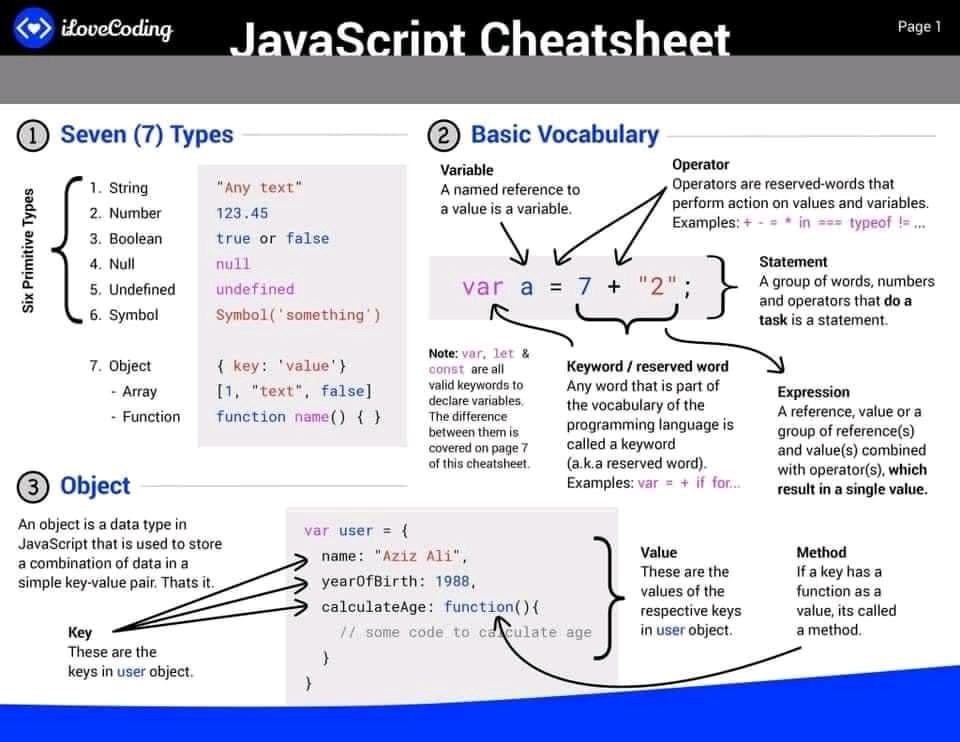 iLoveCoding
JavaScript Cheatsheet
Page 1
1 Seven (7) Types
Six Primitive Types
1. String "Any text"
2. Number 123.45
3. Boolean true or false
4. Null null
5. Undefined undefined
6. Symbol Symbol('something')
7. Object { key: 'value'}
- Array [1, "text", false]
- Function function name() { }
2 Basic Vocabulary
Variable
A named reference to
a value is a variable.
Operator
Operators are reserved-words that
perform action on values and variables.
Examples: + - = * in === typeof != ...
var a = 7 + "2";
Statement
A group of words, numbers
and operators that do a
task is a statement.
Note: var, let &
const are all
valid keywords to
declare variables.
The difference
between them is
covered on page 7
of this cheatsheet.
Keyword / reserved word
Any word that is part of
the vocabulary of the
programming language is
called a keyword
(a.k.a reserved word).
Examples: var = + if for...
Expression
A reference, value or a
group of reference(s)
and value(s) combined
with operator(s), which
result in a single value.
3 Object
An object is a data type in
JavaScript that is used to store
a combination of data in a
simple key-value pair. Thats it.
Key
These are the
keys in user object.
var user = {
name: "Aziz Ali",
yearOfBirth: 1988,
calculateAge: function(){
// some code to calculate age
}
}
Value
These are the
values of the
respective keys
in user object.
Method
If a key has a
function as a
value, its called
a method.